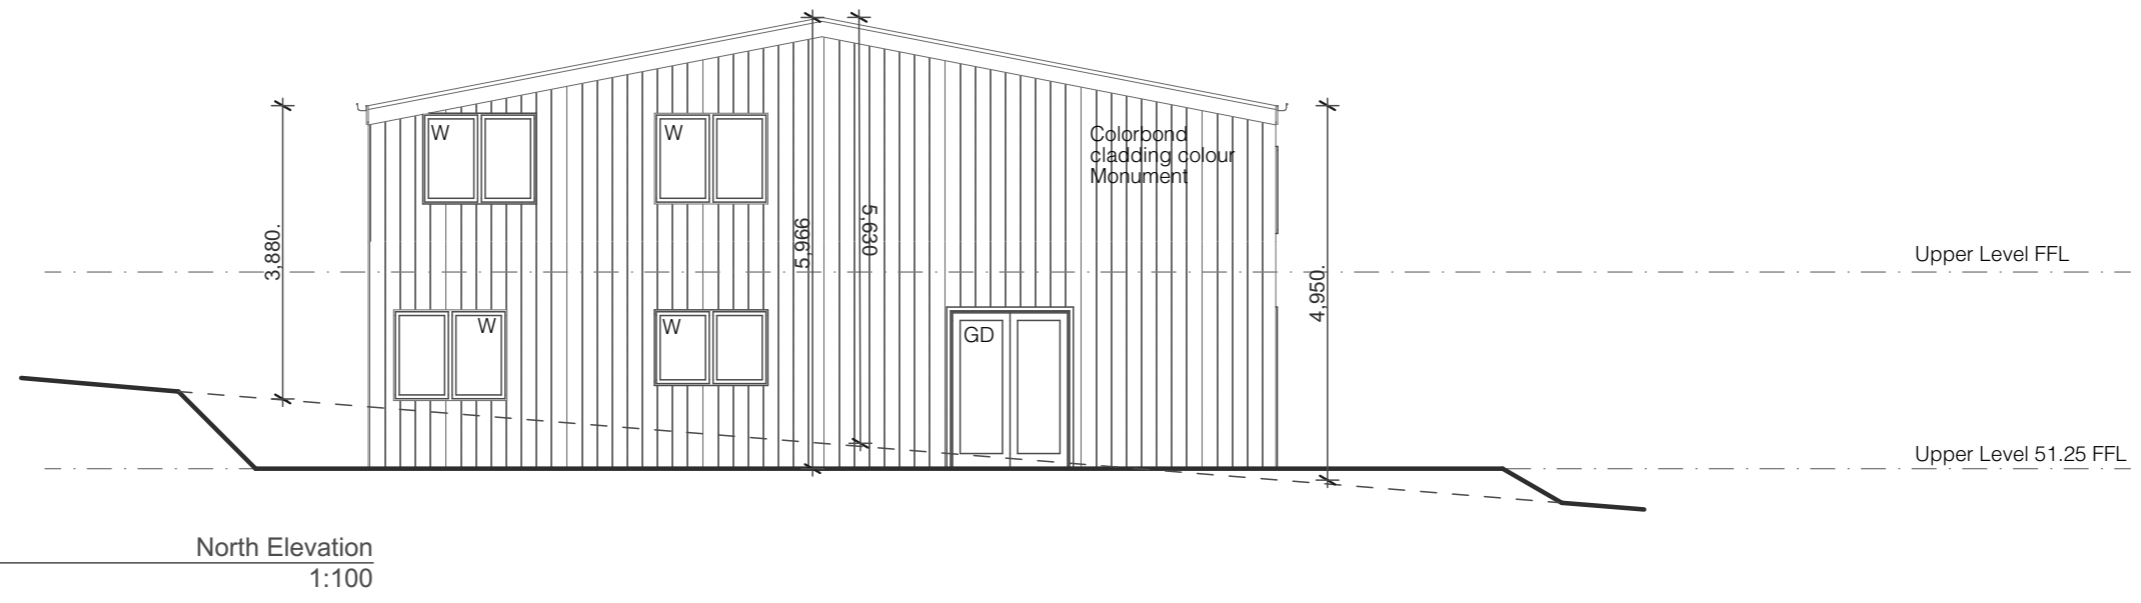 W
W
Colorbond
cladding colour
Monument
3,880.
5,966
5,630
4,950.
Upper Level FFL
W
W
GD
Upper Level 51.25 FFL
North Elevation
1:100